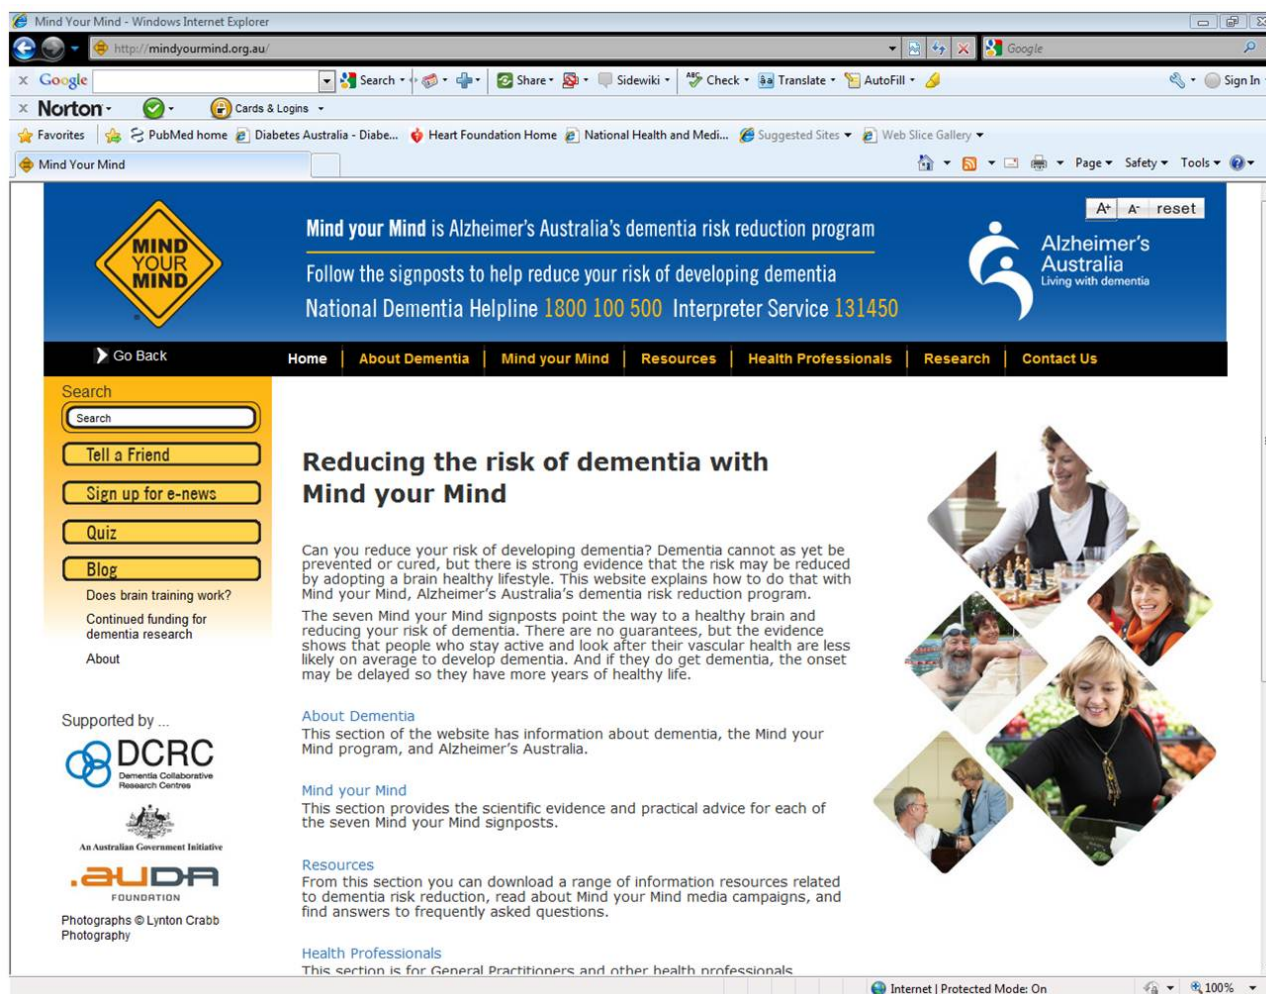 Mind Your Mind - Windows Internet Explorer
http://mindyourmind.org.au/
Google
x Google Search Share Sidewiki Check Translate AutoFill Sign In
x Norton Cards & Logins
Favorites PubMed home Diabetes Australia - Diabe... Heart Foundation Home National Health and Medi... Suggested Sites Web Slice Gallery
Mind Your Mind Page Safety Tools
A+ A- reset
MIND
YOUR
MIND
Mind your Mind is Alzheimer's Australia's dementia risk reduction program
Follow the signposts to help reduce your risk of developing dementia
National Dementia Helpline 1800 100 500 Interpreter Service 131450
Alzheimer's
Australia
Living with dementia
Go Back Home About Dementia Mind your Mind Resources Health Professionals Research Contact Us
Search
Search
Tell a Friend
Sign up for e-news
Quiz
Blog
Does brain training work?
Continued funding for
dementia research
About
Supported by ...
DCRC
Dementia Collaborative
Research Centres
An Australian Government Initiative
.auDA
FOUNDATION
Photographs © Lynton Crabb
Photography
Reducing the risk of dementia with
Mind your Mind
Can you reduce your risk of developing dementia? Dementia cannot as yet be
prevented or cured, but there is strong evidence that the risk may be reduced
by adopting a brain healthy lifestyle. This website explains how to do that with
Mind your Mind, Alzheimer's Australia's dementia risk reduction program.
The seven Mind your Mind signposts point the way to a healthy brain and
reducing your risk of dementia. There are no guarantees, but the evidence
shows that people who stay active and look after their vascular health are less
likely on average to develop dementia. And if they do get dementia, the onset
may be delayed so they have more years of healthy life.
About Dementia
This section of the website has information about dementia, the Mind your
Mind program, and Alzheimer's Australia.
Mind your Mind
This section provides the scientific evidence and practical advice for each of
the seven Mind your Mind signposts.
Resources
From this section you can download a range of information resources related
to dementia risk reduction, read about Mind your Mind media campaigns, and
find answers to frequently asked questions.
Health Professionals
This section is for General Practitioners and other health professionals
Internet | Protected Mode: On 100%